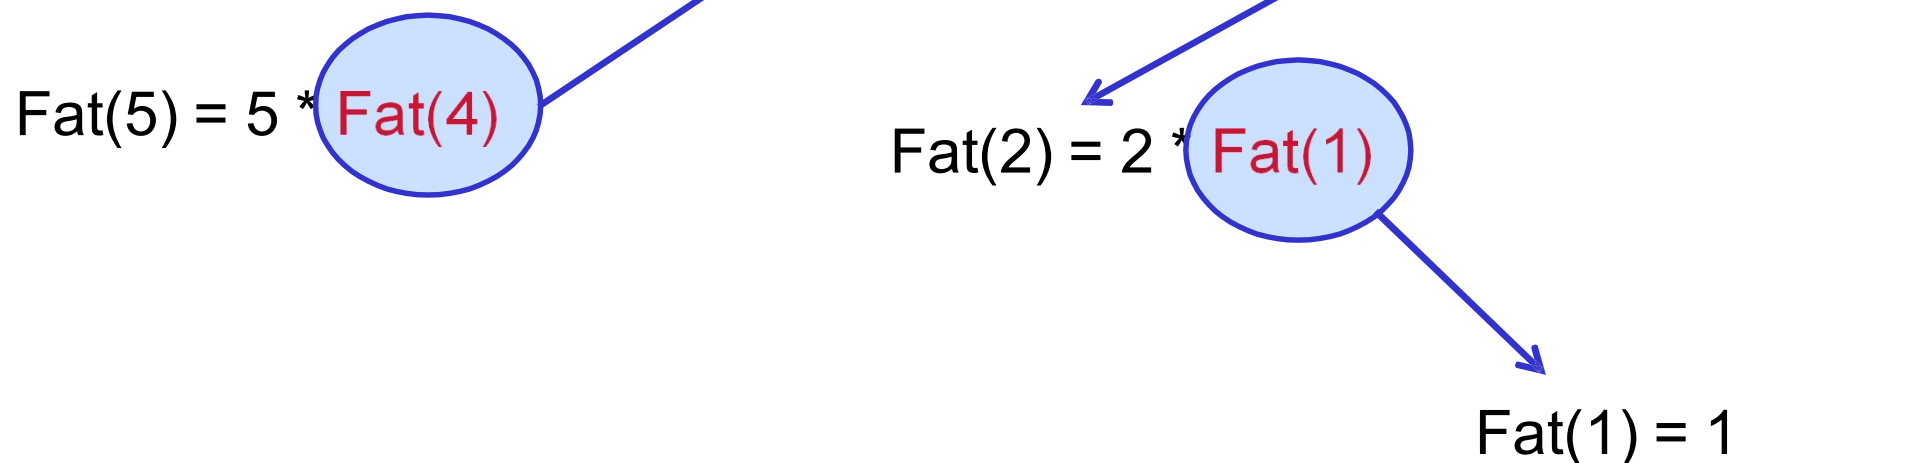 Fat(5) = 5 * Fat(4)
Fat(2) = 2 * Fat(1)
Fat(1) = 1